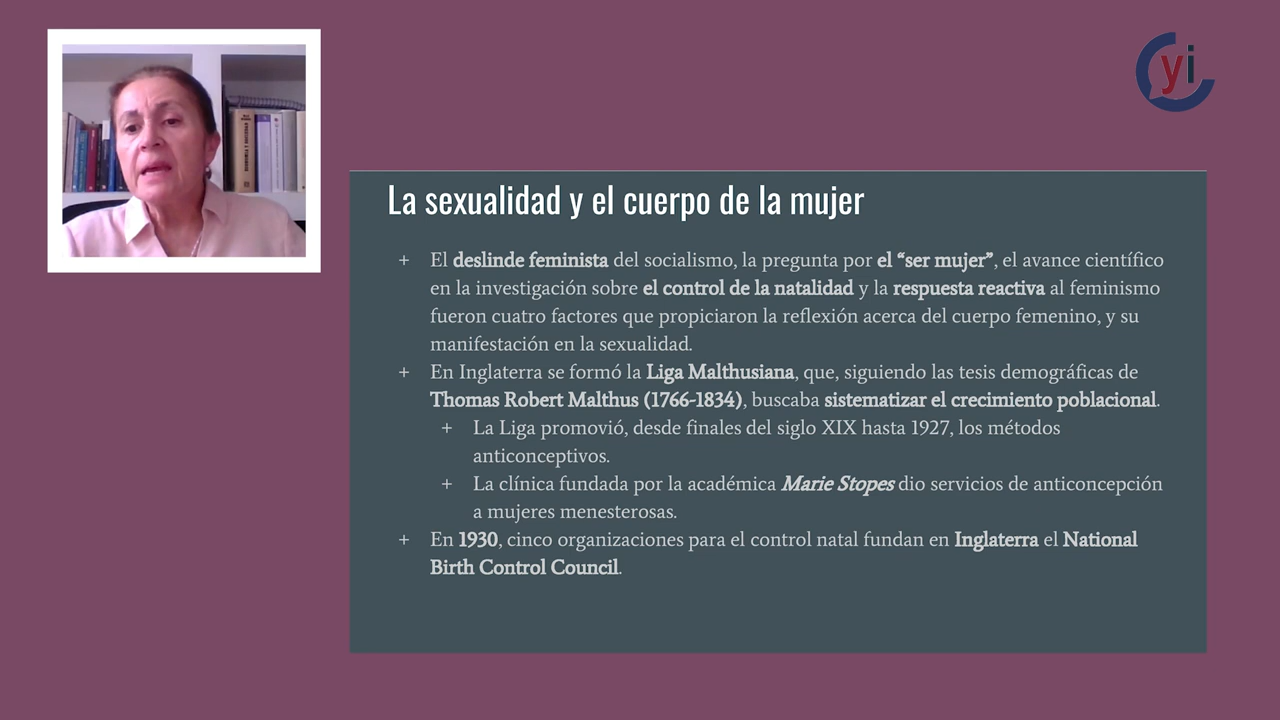 yi
La sexualidad y el cuerpo de la mujer
+ El deslinde feminista del socialismo, la pregunta por el “ser mujer”, el avance científico
en la investigación sobre el control de la natalidad y la respuesta reactiva al feminismo
fueron cuatro factores que propiciaron la reflexión acerca del cuerpo femenino, y su
manifestación en la sexualidad.
+ En Inglaterra se formó la Liga Malthusiana, que, siguiendo las tesis demográficas de
Thomas Robert Malthus (1766-1834), buscaba sistematizar el crecimiento poblacional.
+ La Liga promovió, desde finales del siglo XIX hasta 1927, los métodos
anticonceptivos.
+ La clínica fundada por la académica Marie Stopes dio servicios de anticoncepción
a mujeres menesterosas.
+ En 1930, cinco organizaciones para el control natal fundan en Inglaterra el National
Birth Control Council.